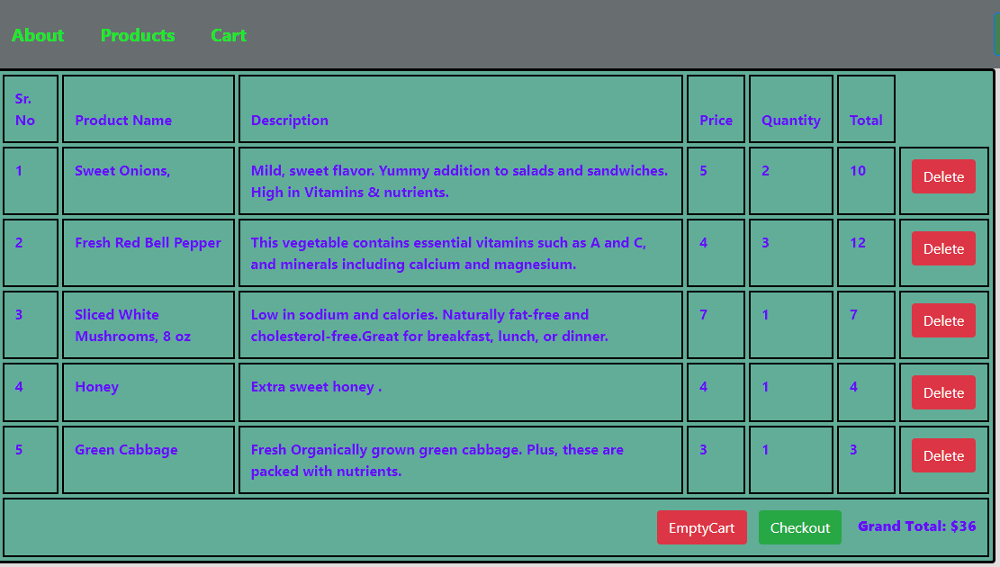 About Products Cart
Sr.
No Product Name Description Price Quantity Total
1 Sweet Onions, Mild, sweet flavor. Yummy addition to salads and sandwiches. 5 2 10 Delete
High in Vitamins & nutrients.
2 Fresh Red Bell Pepper This vegetable contains essential vitamins such as A and C, 4 3 12 Delete
and minerals including calcium and magnesium.
3 Sliced White Low in sodium and calories. Naturally fat-free and 7 1 7 Delete
Mushrooms, 8 oz cholesterol-free.Great for breakfast, lunch, or dinner.
4 Honey Extra sweet honey . 4 1 4 Delete
5 Green Cabbage Fresh Organically grown green cabbage. Plus, these are 3 1 3 Delete
packed with nutrients.
EmptyCart Checkout Grand Total: $36